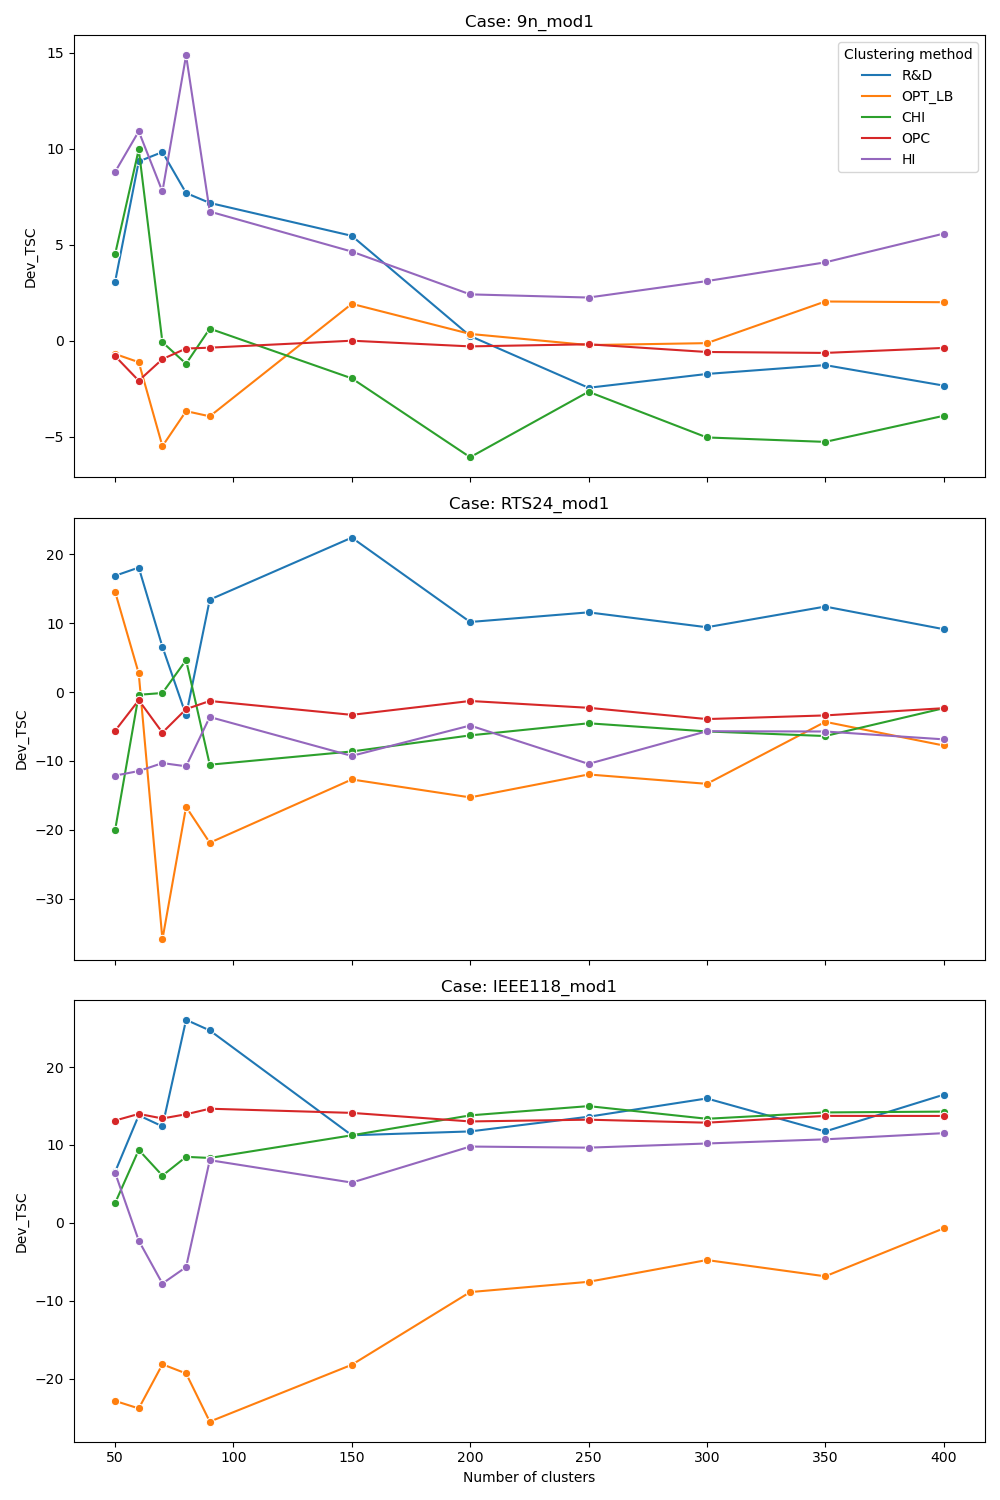 Case: 9n_mod1
Dev_TSC
15
10
5
0
−5
Clustering method
R&D
OPT_LB
CHI
OPC
HI
Case: RTS24_mod1
Dev_TSC
20
10
0
−10
−20
−30
Case: IEEE118_mod1
Dev_TSC
20
10
0
−10
−20
50 100 150 200 250 300 350 400
Number of clusters